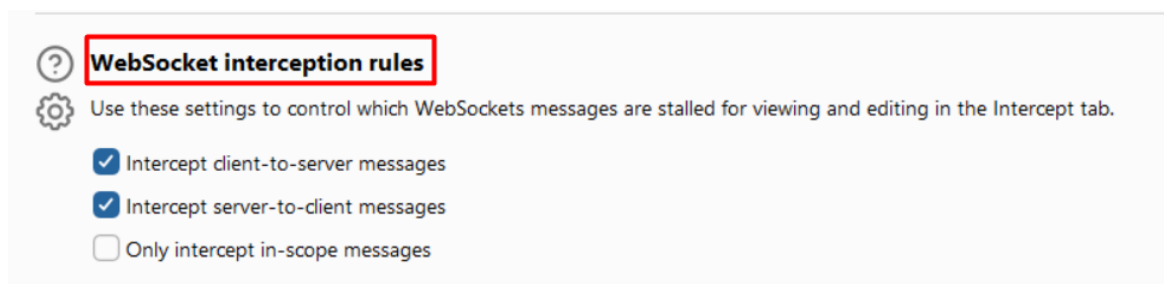 WebSocket interception rules
Use these settings to control which WebSockets messages are stalled for viewing and editing in the Intercept tab.
Intercept client-to-server messages
Intercept server-to-client messages
Only intercept in-scope messages